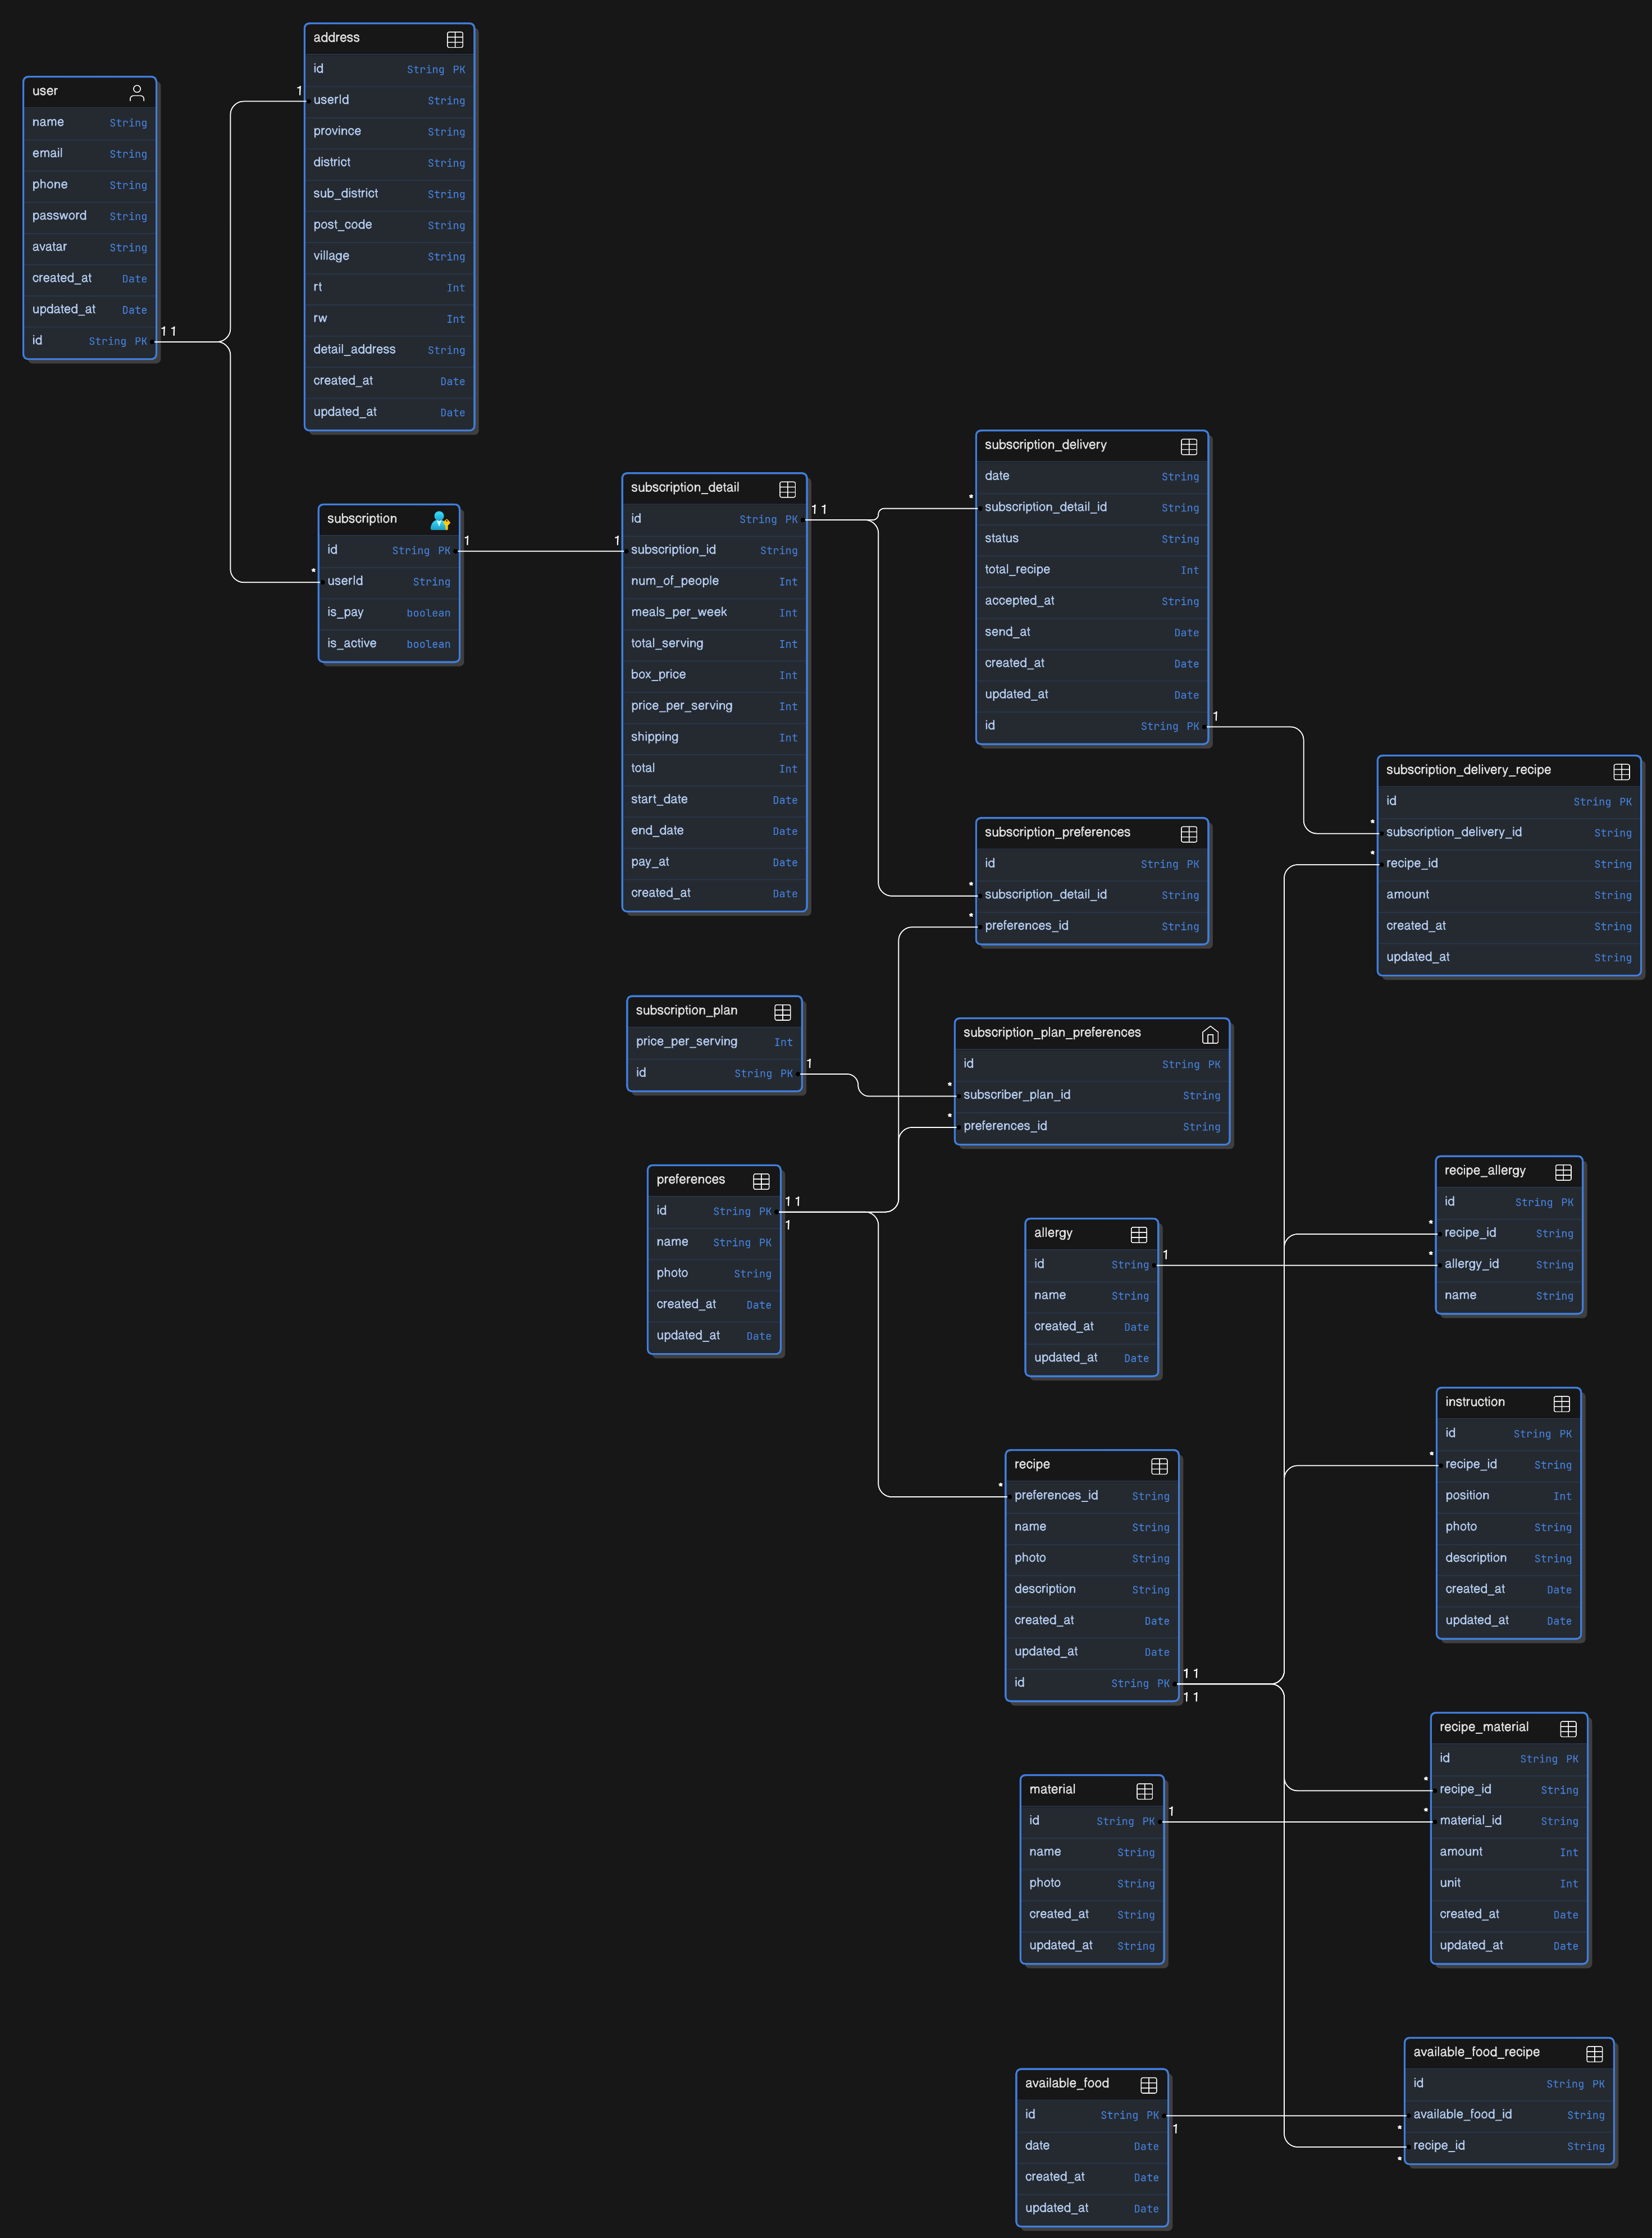 user
name String
email String
phone String
password String
avatar String
created_at Date
updated_at Date
id String PK
1 1
address
id String PK
1
userId String
province String
district String
sub_district String
post_code String
village String
rt Int
rw Int
detail_address String
created_at Date
updated_at Date
subscription
id String PK
1
*
userId String
is_pay boolean
is_active boolean
subscription_detail
id String PK
1 1
1
subscription_id String
num_of_people Int
meals_per_week Int
total_serving Int
box_price Int
price_per_serving Int
shipping Int
total Int
start_date Date
end_date Date
pay_at Date
created_at Date
subscription_delivery
date String
*
subscription_detail_id String
status String
total_recipe Int
accepted_at String
send_at Date
created_at Date
updated_at Date
id String PK
1
subscription_preferences
id String PK
*
subscription_detail_id String
*
preferences_id String
subscription_delivery_recipe
id String PK
*
subscription_delivery_id String
*
recipe_id String
amount String
created_at String
updated_at String
subscription_plan
price_per_serving Int
id String PK
1
subscription_plan_preferences
id String PK
*
subscriber_plan_id String
*
preferences_id String
preferences
id String PK
1 1
1
name String PK
photo String
created_at Date
updated_at Date
allergy
id String
1
name String
created_at Date
updated_at Date
recipe_allergy
id String PK
*
recipe_id String
*
allergy_id String
name String
recipe
*
preferences_id String
name String
photo String
description String
created_at Date
updated_at Date
id String PK
1 1
1 1
instruction
id String PK
*
recipe_id String
position Int
photo String
description String
created_at Date
updated_at Date
material
id String PK
1
name String
photo String
created_at String
updated_at String
recipe_material
id String PK
*
recipe_id String
*
material_id String
amount Int
unit Int
created_at Date
updated_at Date
available_food
id String PK
1
date Date
created_at Date
updated_at Date
available_food_recipe
id String PK
available_food_id String
*
recipe_id String
*